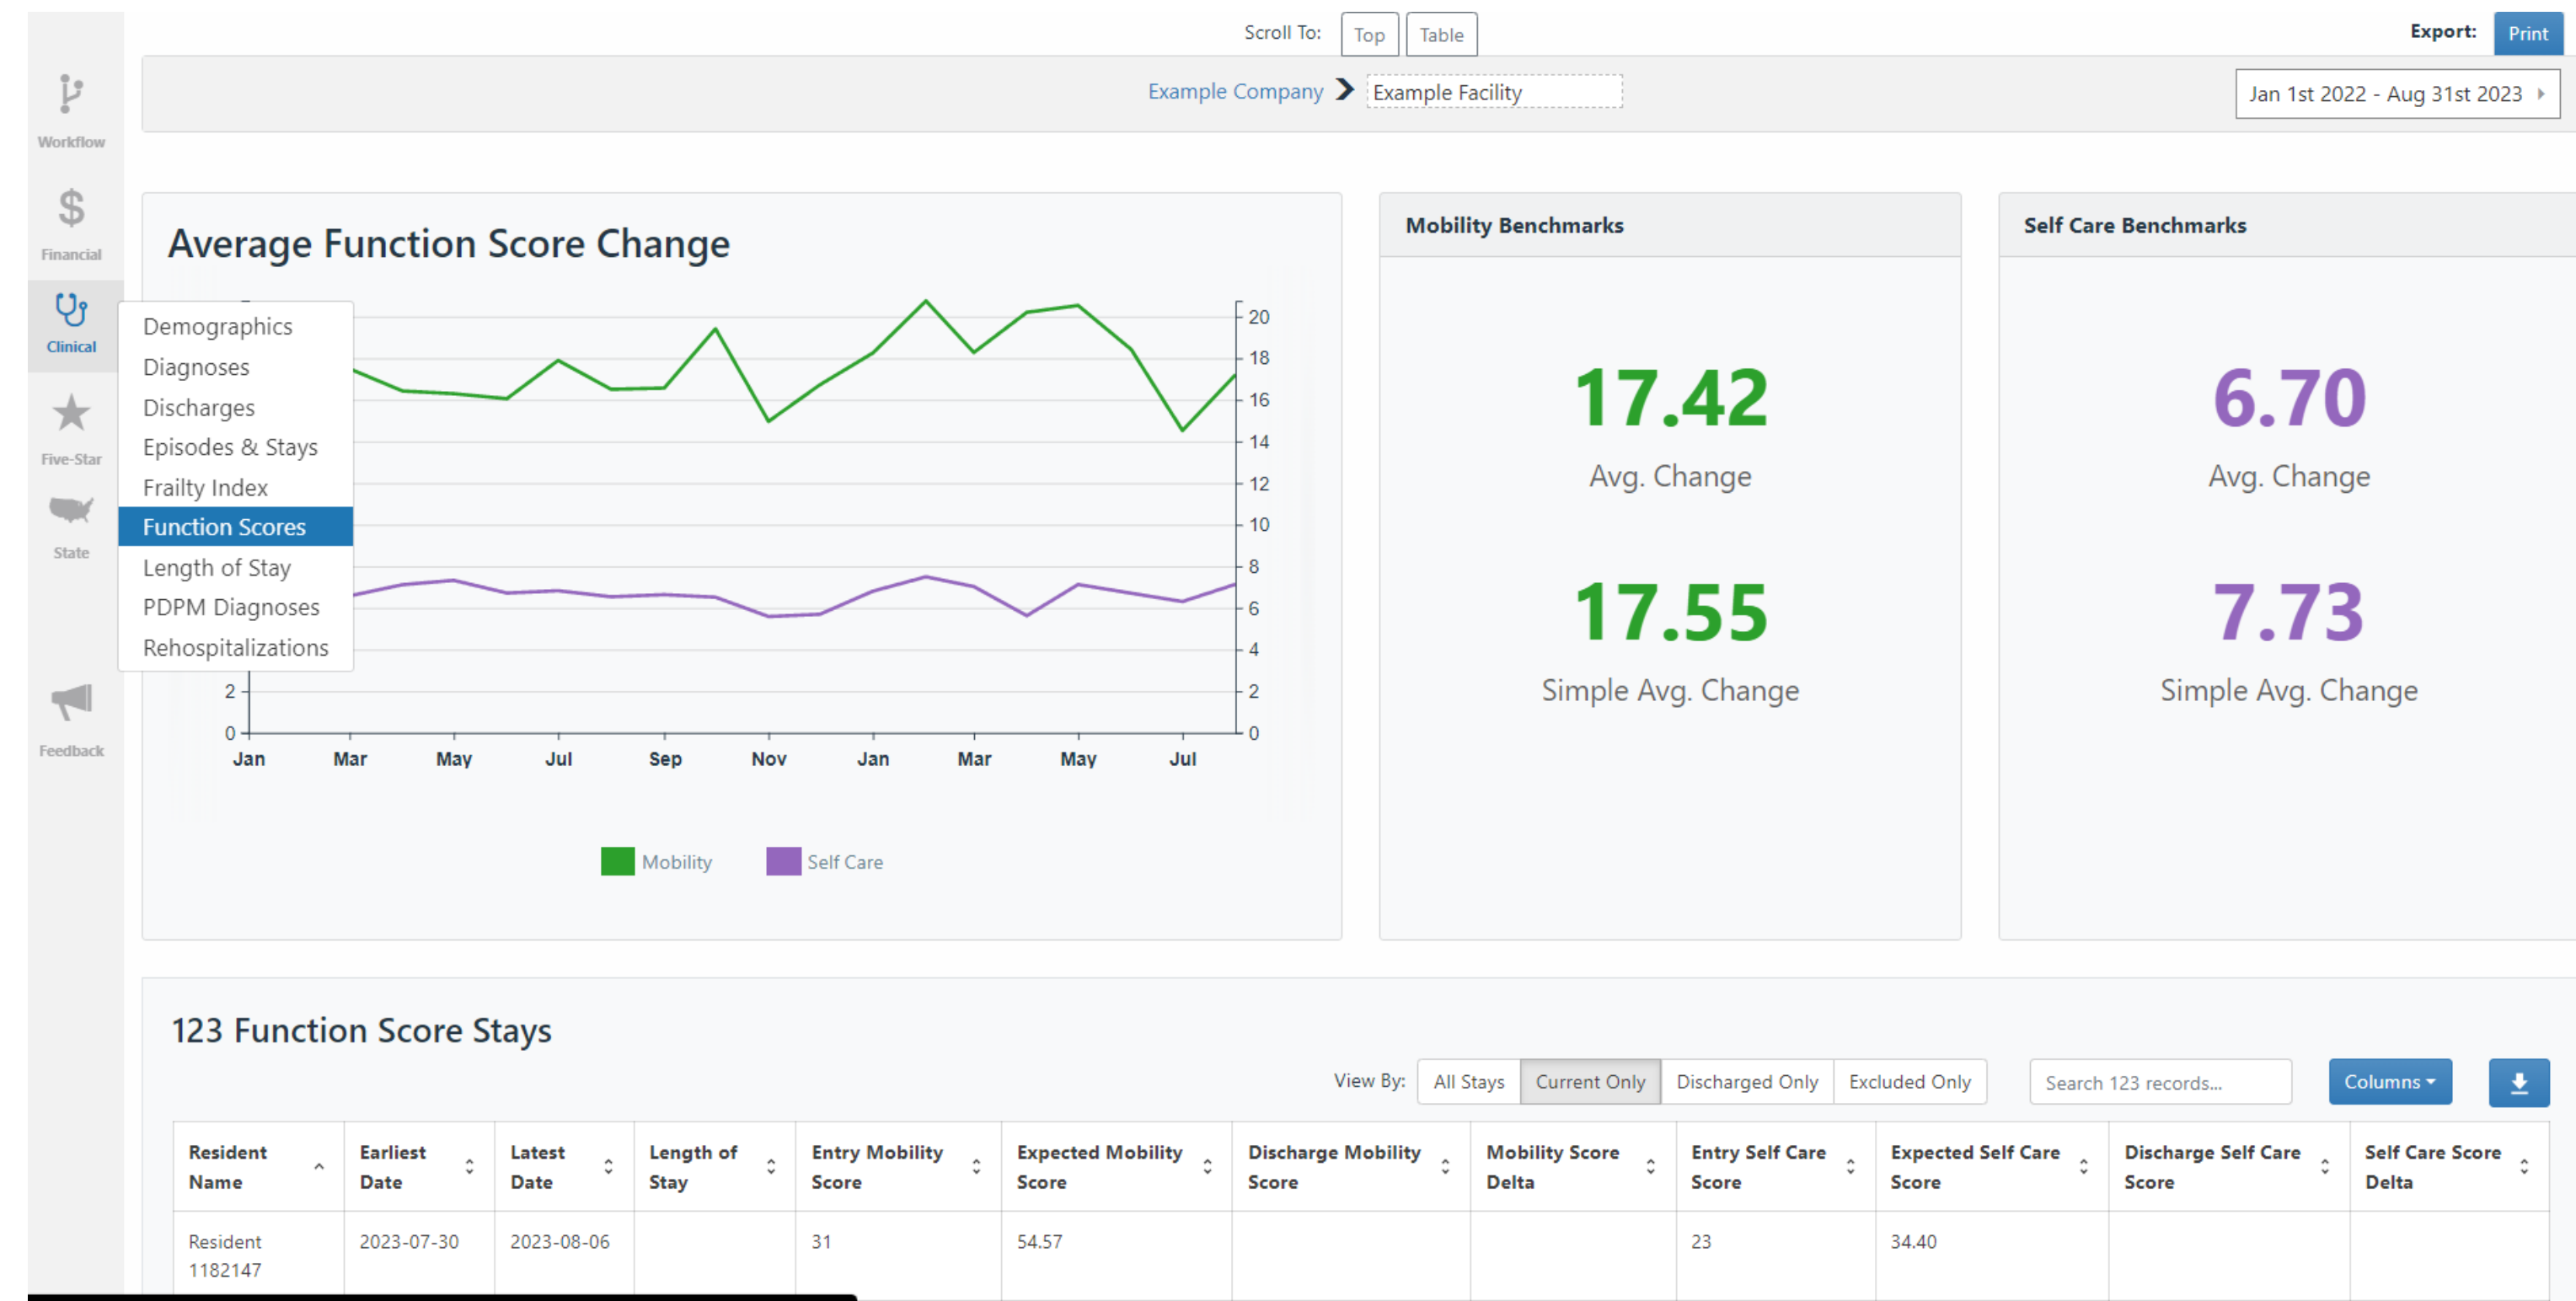 Scroll To: Top Table
Export: Print
Example Company Example Facility
Jan 1st 2022 - Aug 31st 2023
Workflow
Financial
Clinical
Five-Star
State
Feedback
Demographics
Diagnoses
Discharges
Episodes & Stays
Frailty Index
Function Scores
Length of Stay
PDPM Diagnoses
Rehospitalizations
Average Function Score Change
20
18
16
14
12
10
8
6
4
2 2
0 0
Jan Mar May Jul Sep Nov Jan Mar May Jul
Mobility Self Care
Mobility Benchmarks
17.42
Avg. Change
17.55
Simple Avg. Change
Self Care Benchmarks
6.70
Avg. Change
7.73
Simple Avg. Change
123 Function Score Stays
View By: All Stays Current Only Discharged Only Excluded Only Search 123 records... Columns
Resident Earliest Latest Length of Entry Mobility Expected Mobility Discharge Mobility Mobility Score Entry Self Care Expected Self Care Discharge Self Care Self Care Score
Name Date Date Stay Score Score Score Delta Score Score Score Delta
Resident 2023-07-30 2023-08-06 31 54.57 23 34.40
1182147